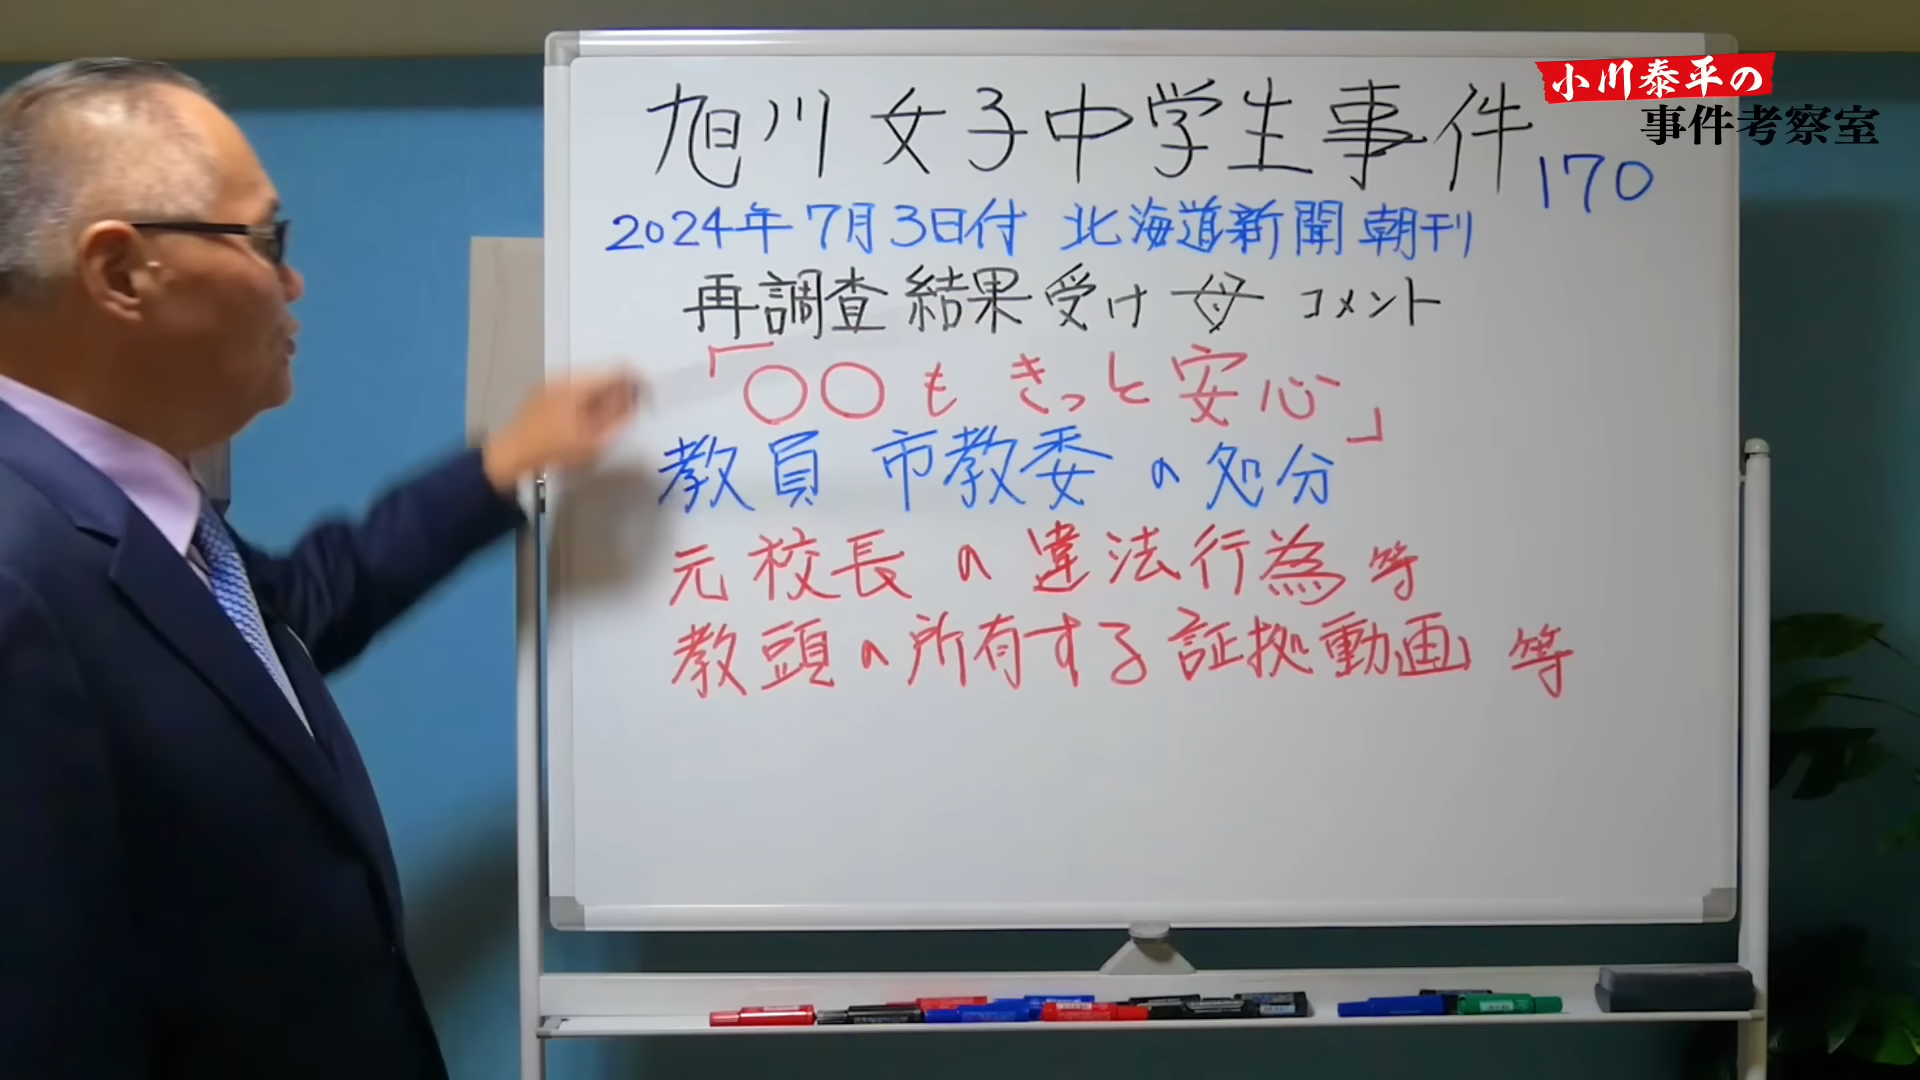 小川泰平の
事件考察室
旭川女子中学生事件
170
2024年7月3日付 北海道新聞 朝刊
再調査結果受け 母 コメント
「〇〇も きっと安心」
教員 市教委の処分
元校長の違法行為等
教頭の所有する証拠動画等